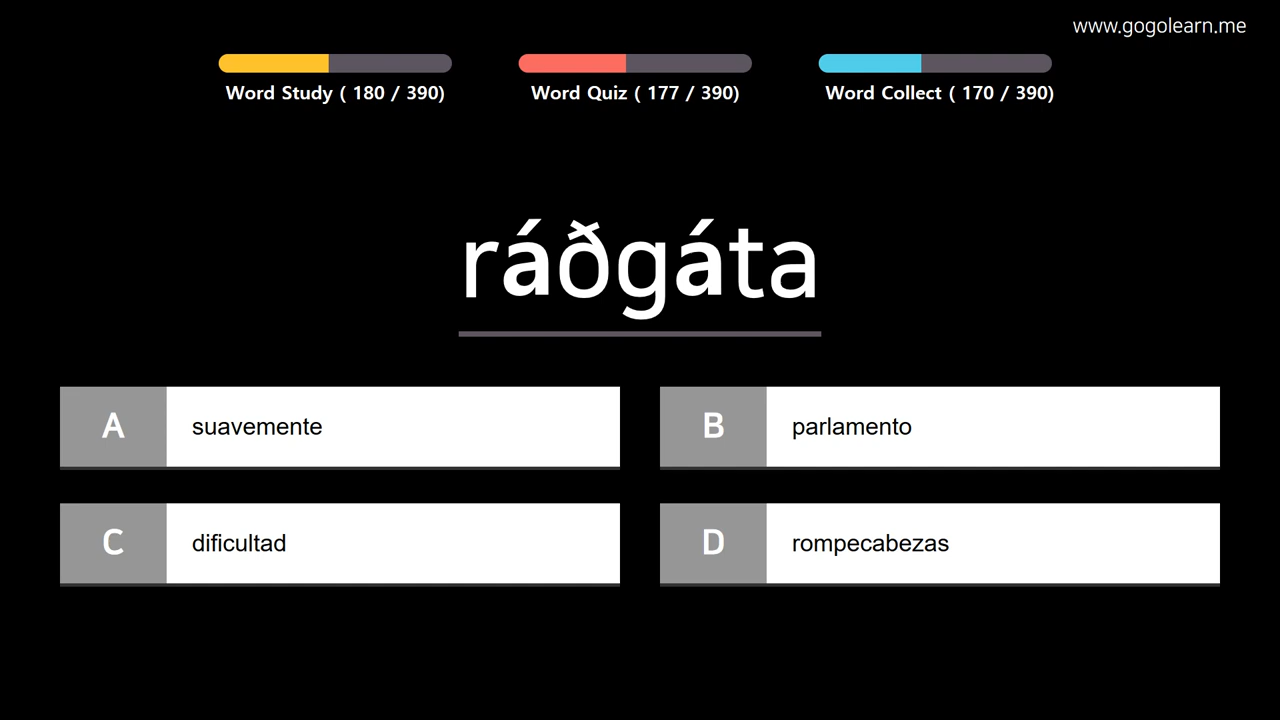 www.gogolearn.me
Word Study ( 180 / 390)
Word Quiz ( 177 / 390)
Word Collect ( 170 / 390)
ráðgáta
A suavemente
B parlamento
C dificultad
D rompecabezas